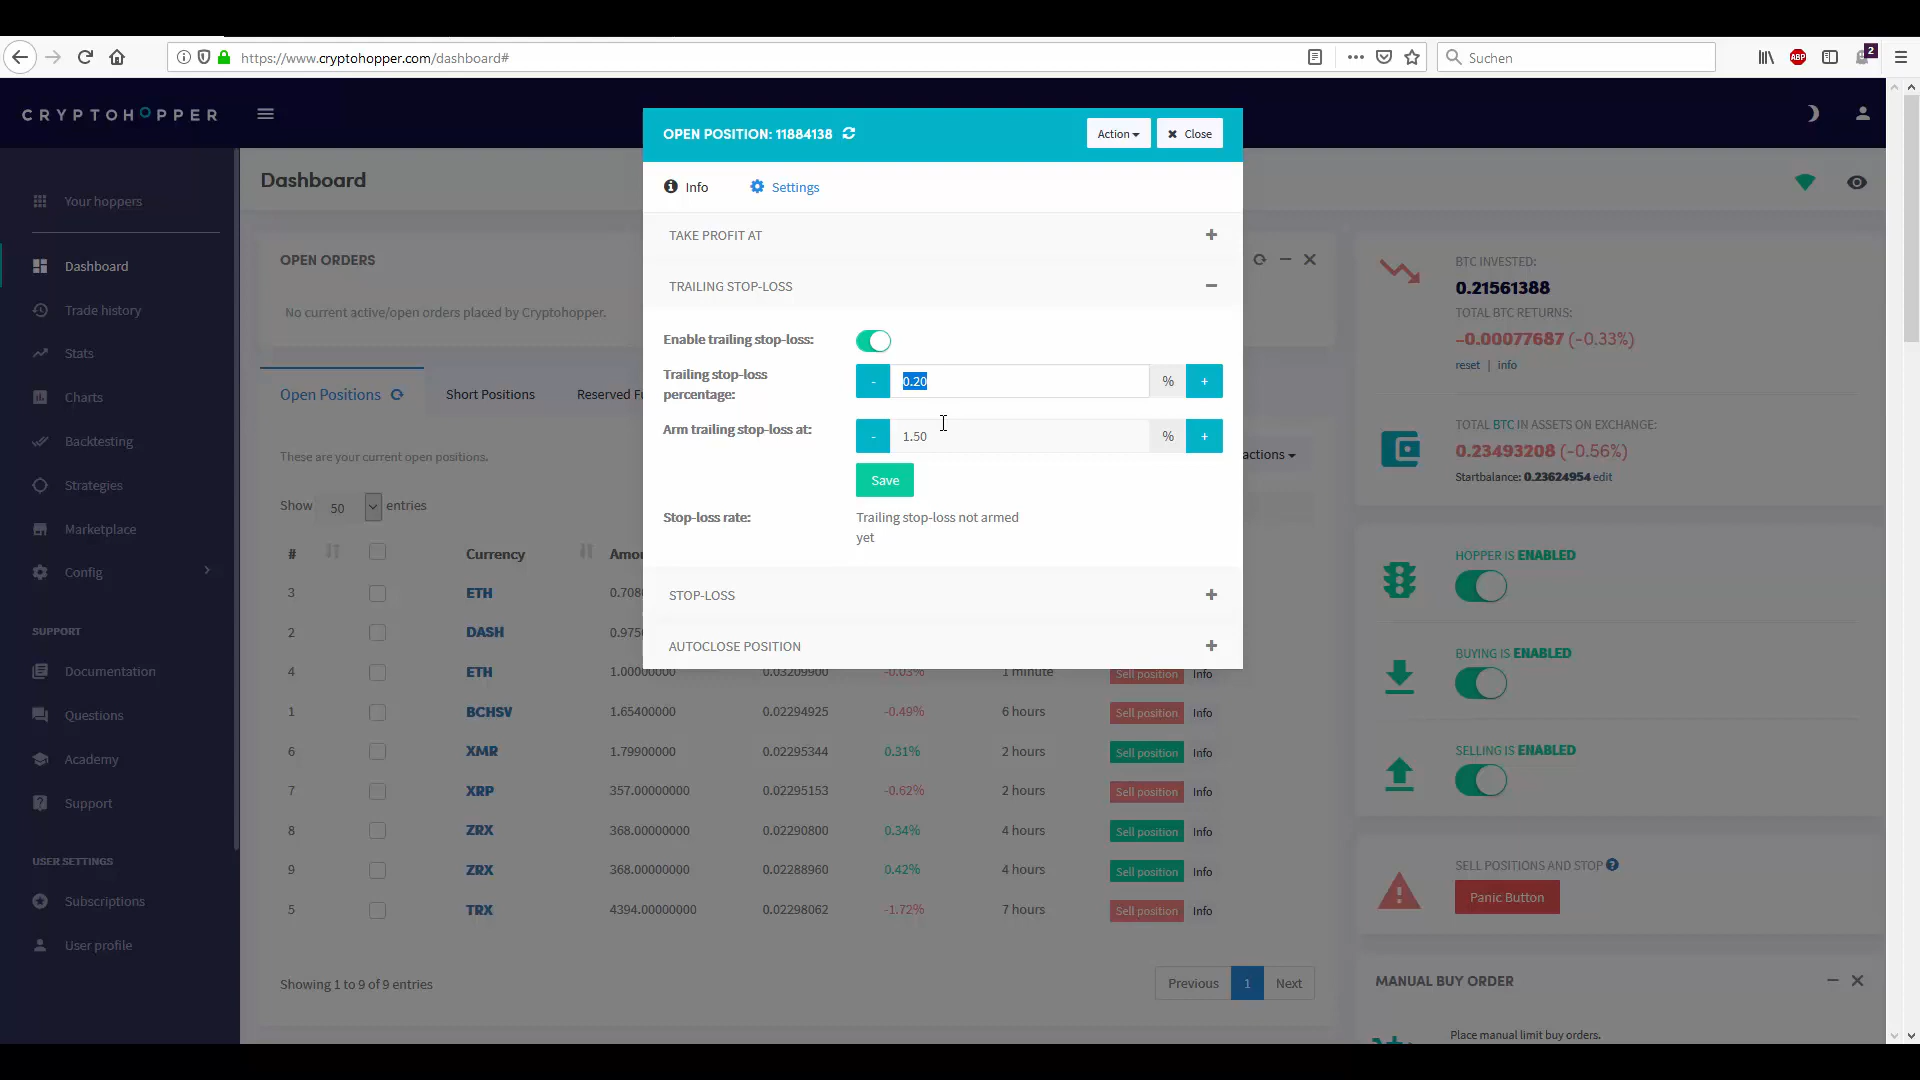 https://www.cryptohopper.com/dashboard#
Suchen
ABP
2
CRYPTOHOPPER
OPEN POSITION: 11884138
Action
Close
Dashboard
Info
Settings
Your hoppers
Dashboard
Trade history
Stats
Charts
Backtesting
Strategies
Marketplace
Config
SUPPORT
Documentation
Questions
Academy
Support
USER SETTINGS
Subscriptions
User profile
OPEN ORDERS
No current active/open orders placed by Cryptohopper.
Open Positions
Short Positions
Reserved Fu
actions
These are your current open positions.
Show 50 entries
# Currency Amo
3 ETH 0.708
2 DASH 0.975
4 ETH 1.00000000 0.03209900 -0.03% 1 minute Sell position Info
1 BCHSV 1.65400000 0.02294925 -0.49% 6 hours Sell position Info
6 XMR 1.79900000 0.02295344 0.31% 2 hours Sell position Info
7 XRP 357.00000000 0.02295153 -0.62% 2 hours Sell position Info
8 ZRX 368.00000000 0.02290800 0.34% 4 hours Sell position Info
9 ZRX 368.00000000 0.02288960 0.42% 4 hours Sell position Info
5 TRX 4394.00000000 0.02298062 -1.72% 7 hours Sell position Info
Showing 1 to 9 of 9 entries
Previous 1 Next
TAKE PROFIT AT
TRAILING STOP-LOSS
Enable trailing stop-loss:
Trailing stop-loss
percentage:
- 0.20 % +
Arm trailing stop-loss at:
- 1.50 % +
Save
Stop-loss rate:
Trailing stop-loss not armed
yet
STOP-LOSS
AUTOCLOSE POSITION
BTC INVESTED:
0.21561388
TOTAL BTC RETURNS:
-0.00077687 (-0.33%)
reset | info
TOTAL BTC IN ASSETS ON EXCHANGE:
0.23493208 (-0.56%)
Startbalance: 0.23624954 edit
HOPPER IS ENABLED
BUYING IS ENABLED
SELLING IS ENABLED
SELL POSITIONS AND STOP ?
Panic Button
MANUAL BUY ORDER
Place manual limit buy orders.